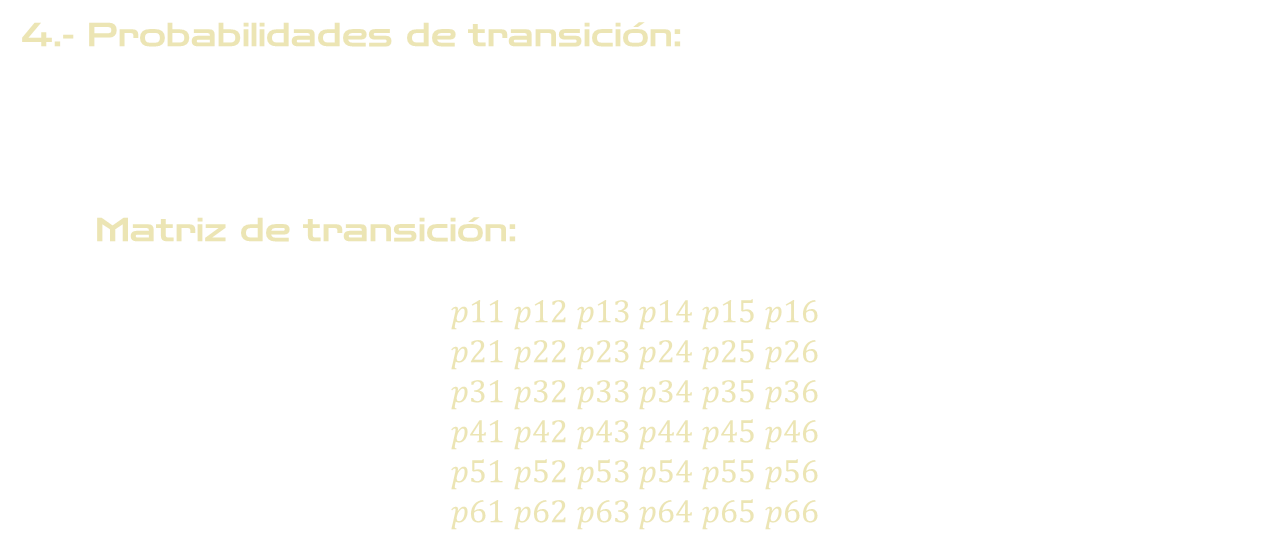 4.- Probabilidades de transición:
Matriz de transición:
p11 p12 p13 p14 p15 p16
p21 p22 p23 p24 p25 p26
p31 p32 p33 p34 p35 p36
p41 p42 p43 p44 p45 p46
p51 p52 p53 p54 p55 p56
p61 p62 p63 p64 p65 p66